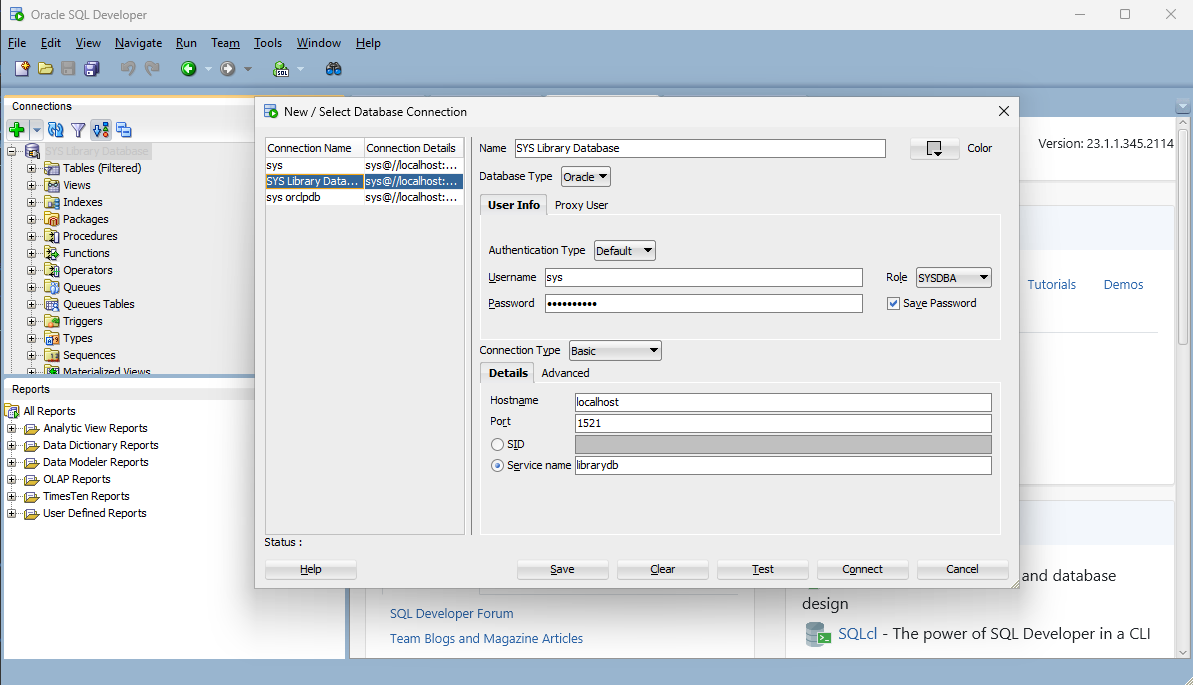 Oracle SQL Developer
File Edit View Navigate Run Team Tools Window Help
Connections
SYS Library Database
Tables (Filtered)
Views
Indexes
Packages
Procedures
Functions
Operators
Queues
Queues Tables
Triggers
Types
Sequences
Materialized Views
Reports
All Reports
Analytic View Reports
Data Dictionary Reports
Data Modeler Reports
OLAP Reports
TimesTen Reports
User Defined Reports
New / Select Database Connection
Connection Name Connection Details
sys sys@//localhost:...
SYS Library Data... sys@//localhost:...
sys orclpdb sys@//localhost:...
Name SYS Library Database Color
Database Type Oracle
User Info Proxy User
Authentication Type Default
Username sys Role SYSDBA
Password •••••••••• Save Password
Connection Type Basic
Details Advanced
Hostname localhost
Port 1521
SID
Service name librarydb
Status :
Help Save Clear Test Connect Cancel
Version: 23.1.1.345.2114
Tutorials Demos
and database
design
SQLcl - The power of SQL Developer in a CLI
SQL Developer Forum
Team Blogs and Magazine Articles